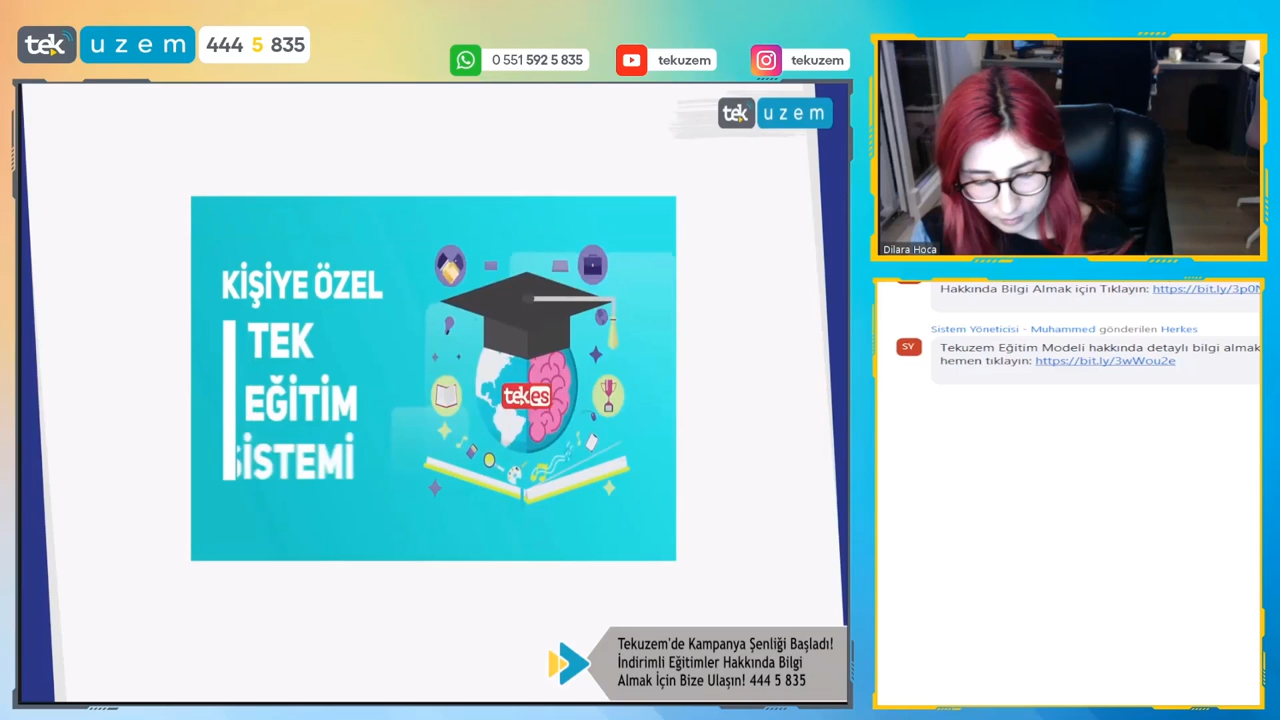 tek uzem 444 5 835
0 551 592 5 835
tekuzem
tekuzem
tek uzem
KİŞİYE ÖZEL
TEK
EĞİTİM
SİSTEMİ
tekes
Tekuzem'de Kampanya Şenliği Başladı!
İndirimli Eğitimler Hakkında Bilgi
Almak İçin Bize Ulaşın! 444 5 835
Dilara Hoca
Hakkında Bilgi Almak için Tıklayın: https://bit.ly/3p0
Sistem Yöneticisi - Muhammed gönderilen Herkes
SY
Tekuzem Eğitim Modeli hakkında detaylı bilgi almak
hemen tıklayın: https://bit.ly/3wWou2e